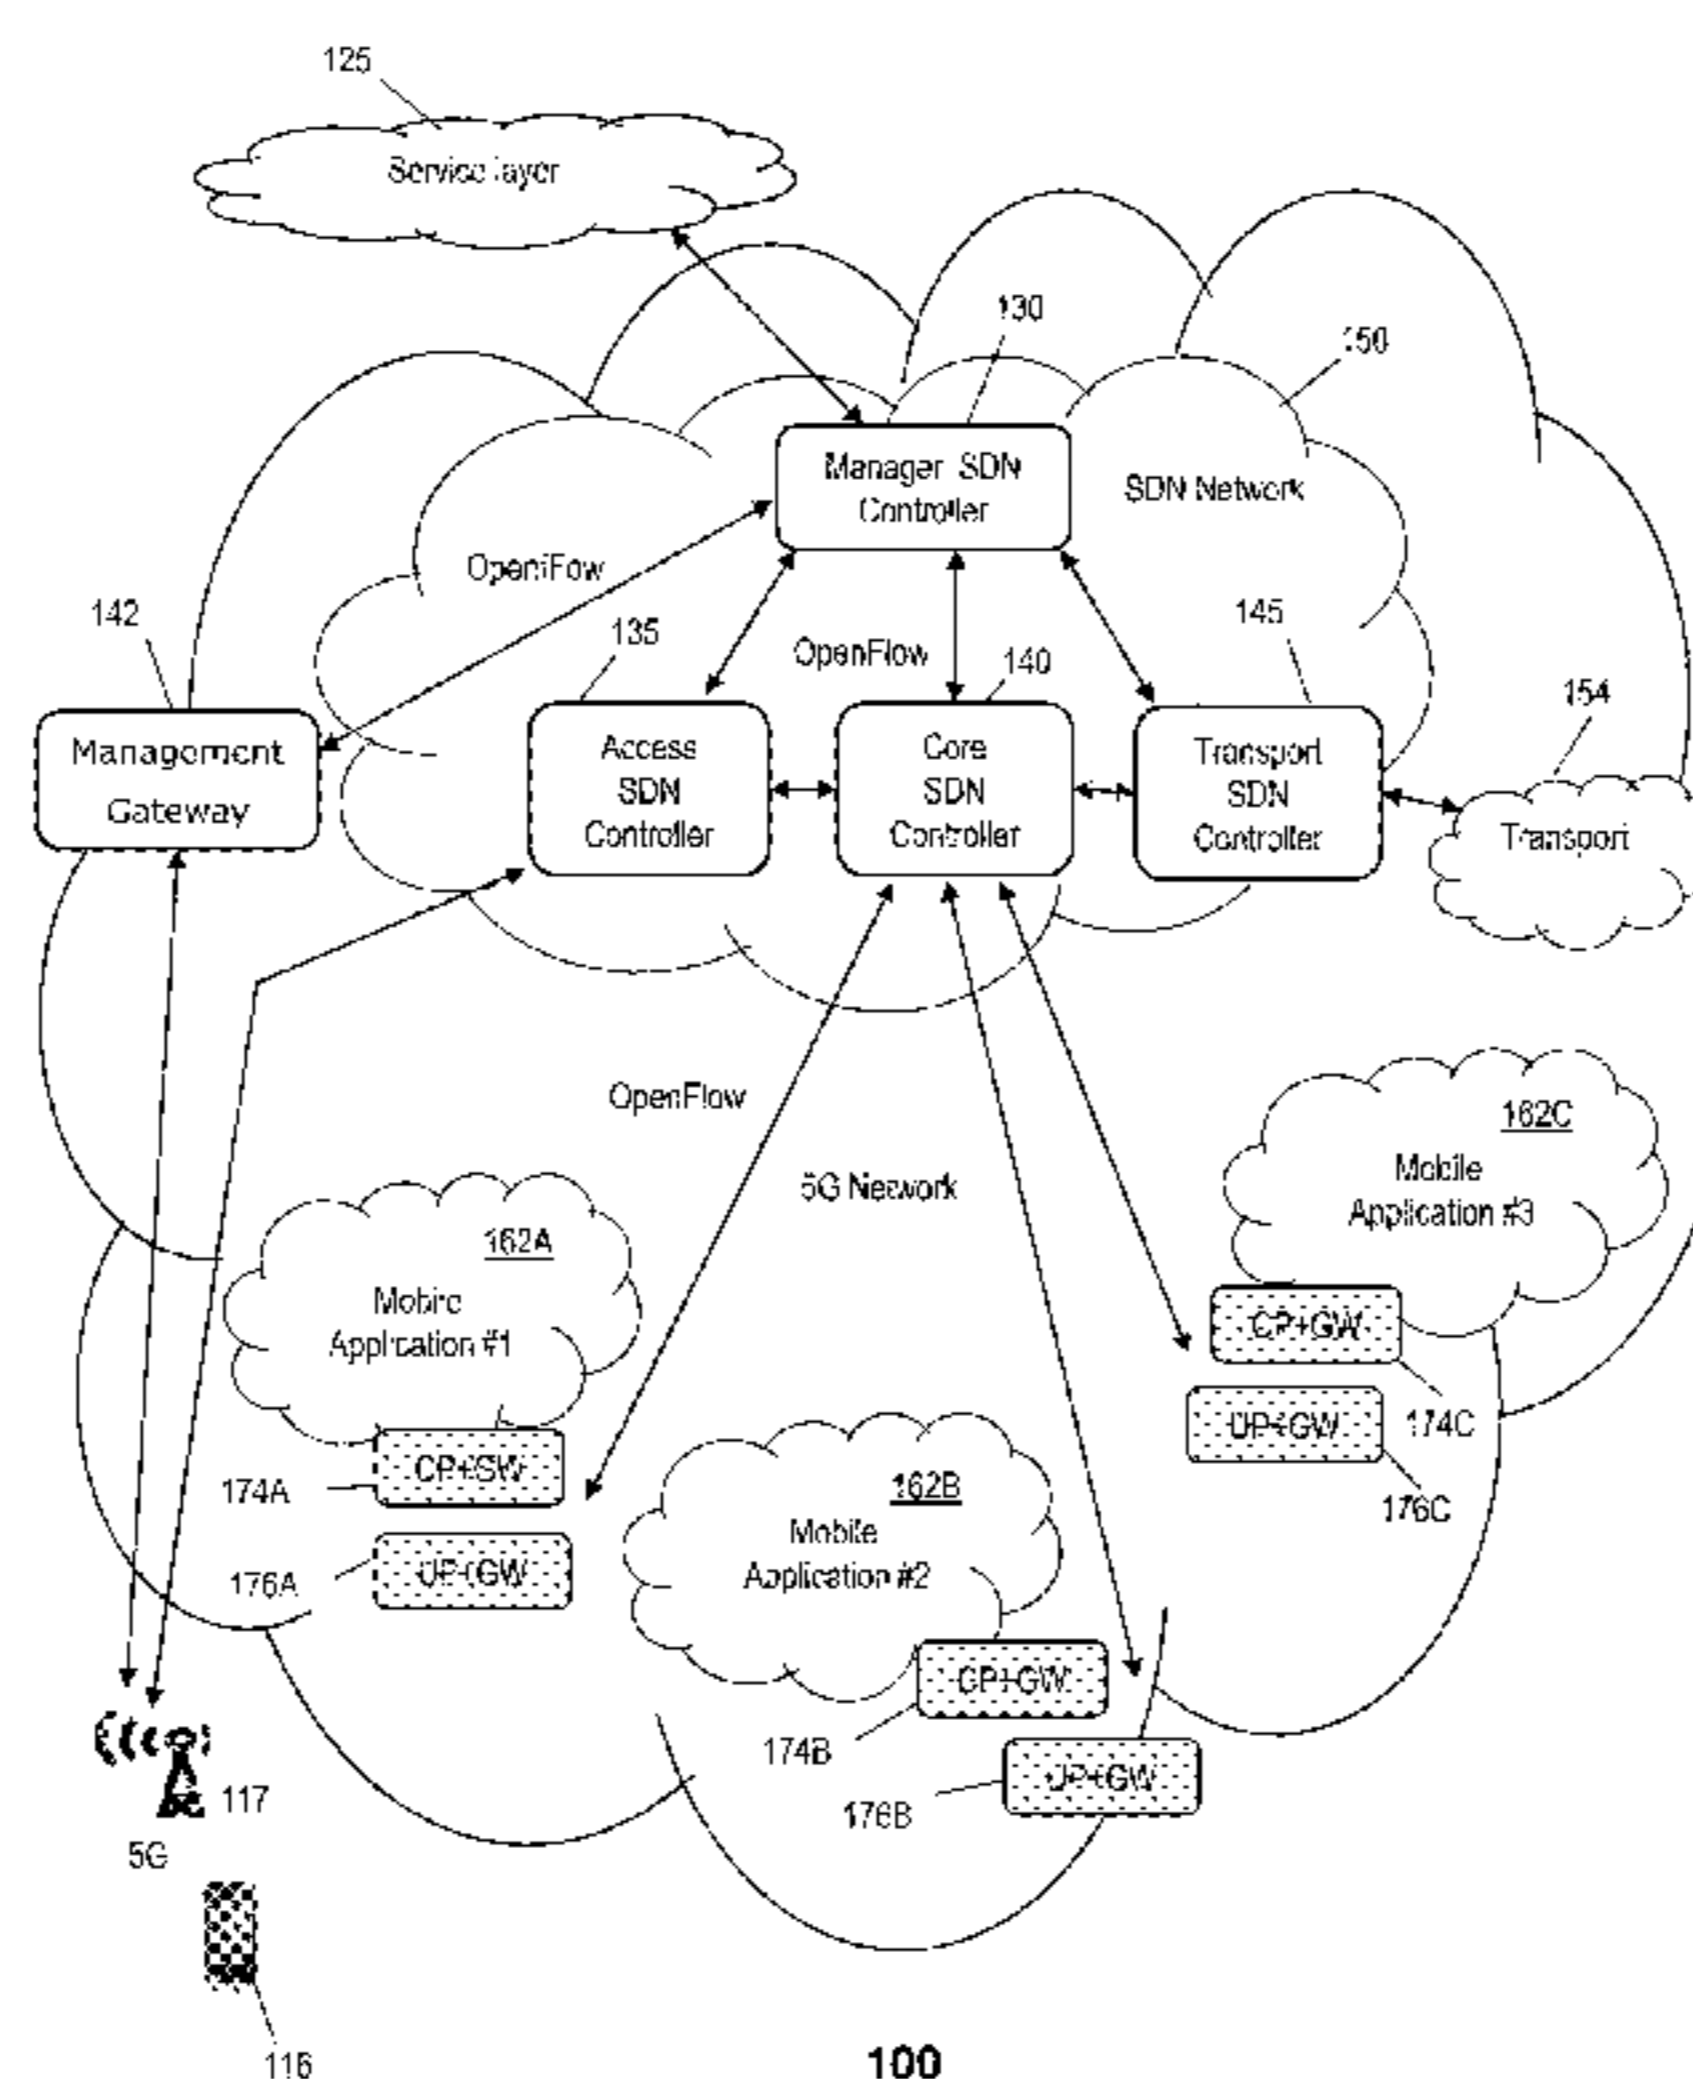 125
Service layer
130
150
Manager SDN
Controller
SDN Network
OpeniFow
142
135
OpenFlow
140
145
154
Management
Gateway
Access
SDN
Controller
Core
SDN
Controller
Transport
SDN
Controller
Transport
OpenFlow
5G Network
162C
Mobile
Application #3
162A
Mobile
Application #1
CP+GW
UP+GW
174C
176C
CP+GW
174A
UP+GW
176A
162B
Mobile
Application #2
CP+GW
174B
UP+GW
176B
117
5G
116
100